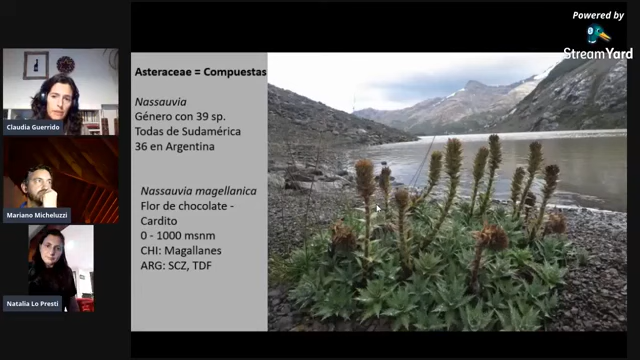 Powered by
StreamYard
Claudia Guerrido
Mariano Micheluzzi
Natalia Lo Presti
Asteraceae = Compuestas
Nassauvia
Género con 39 sp.
Todas de Sudamérica
36 en Argentina
Nassauvia magellanica
Flor de chocolate -
Cardito
0 - 1000 msnm
CHI: Magallanes
ARG: SCZ, TDF